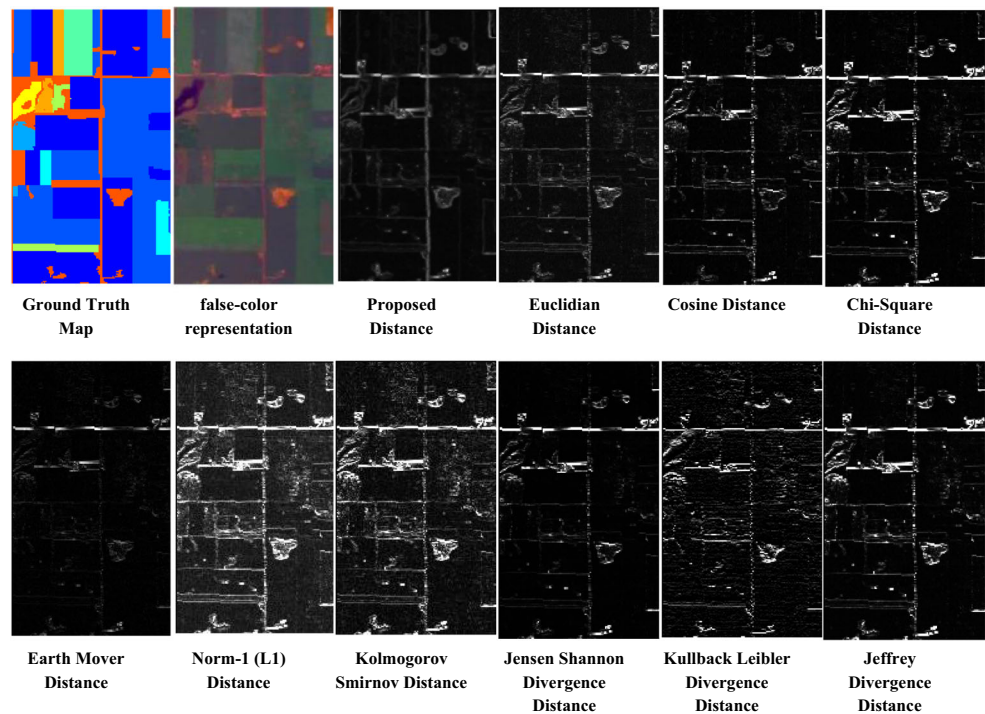 Ground Truth
Map
false-color
representation
Proposed
Distance
Euclidian
Distance
Cosine Distance
Chi-Square
Distance
Earth Mover
Distance
Norm-1 (L1)
Distance
Kolmogorov
Smirnov Distance
Jensen Shannon
Divergence
Distance
Kullback Leibler
Divergence
Distance
Jeffrey
Divergence
Distance